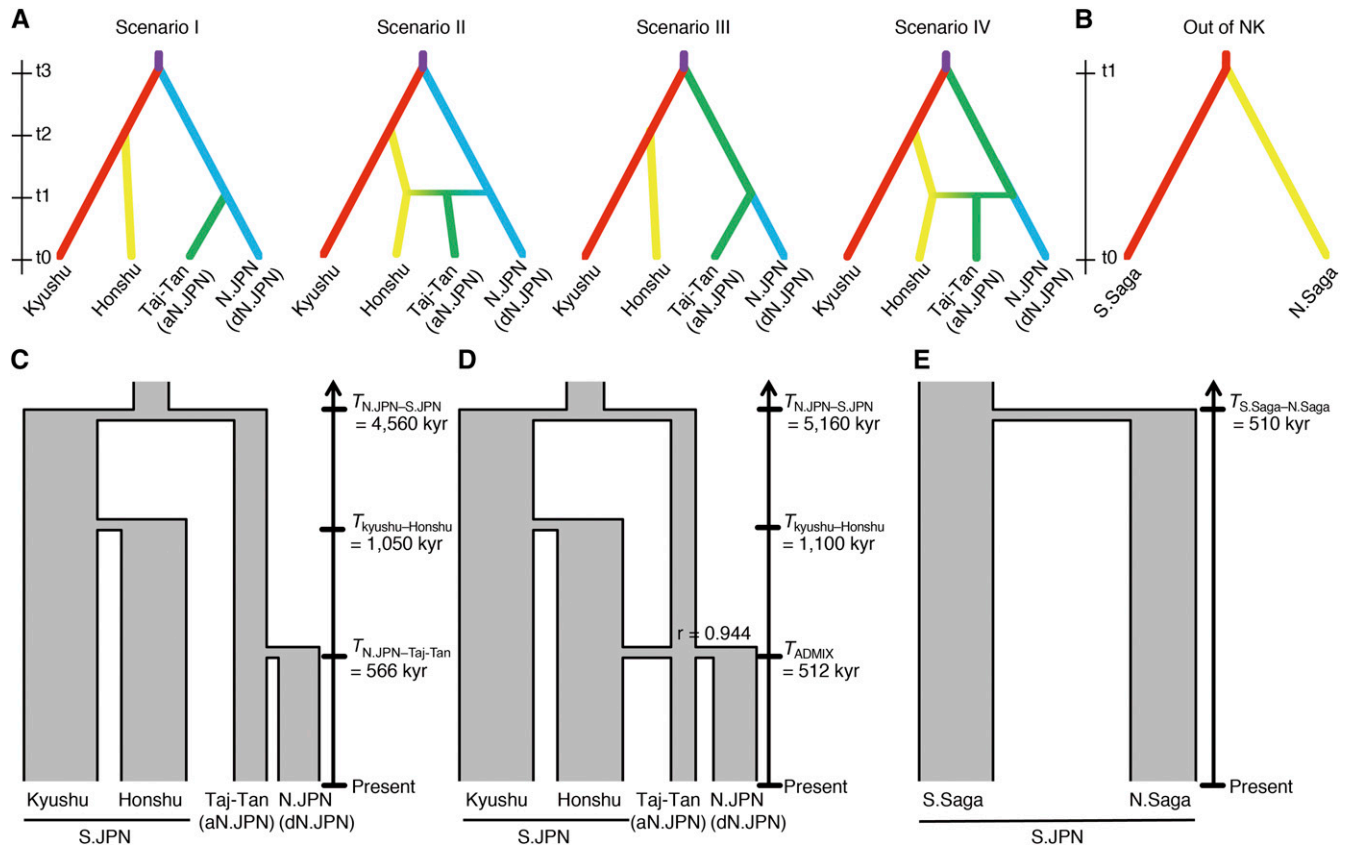 A
Scenario I
Scenario II
Scenario III
Scenario IV
B
Out of NK
t3
t2
t1
t0
Kyushu
Honshu
Taj-Tan
(aN.JPN)
N.JPN
(dN.JPN)
Kyushu
Honshu
Taj-Tan
(aN.JPN)
N.JPN
(dN.JPN)
Kyushu
Honshu
Taj-Tan
(aN.JPN)
N.JPN
(dN.JPN)
Kyushu
Honshu
Taj-Tan
(aN.JPN)
N.JPN
(dN.JPN)
t1
t0
S.Saga
N.Saga
C
TN.JPN–S.JPN
= 4,560 kyr
Tkyushu–Honshu
= 1,050 kyr
TN.JPN–Taj-Tan
= 566 kyr
Present
Kyushu
Honshu
Taj-Tan
(aN.JPN)
N.JPN
(dN.JPN)
S.JPN
D
TN.JPN–S.JPN
= 5,160 kyr
Tkyushu–Honshu
= 1,100 kyr
r = 0.944
TADMIX
= 512 kyr
Present
Kyushu
Honshu
Taj-Tan
(aN.JPN)
N.JPN
(dN.JPN)
S.JPN
E
TS.Saga–N.Saga
= 510 kyr
Present
S.Saga
N.Saga
S.JPN